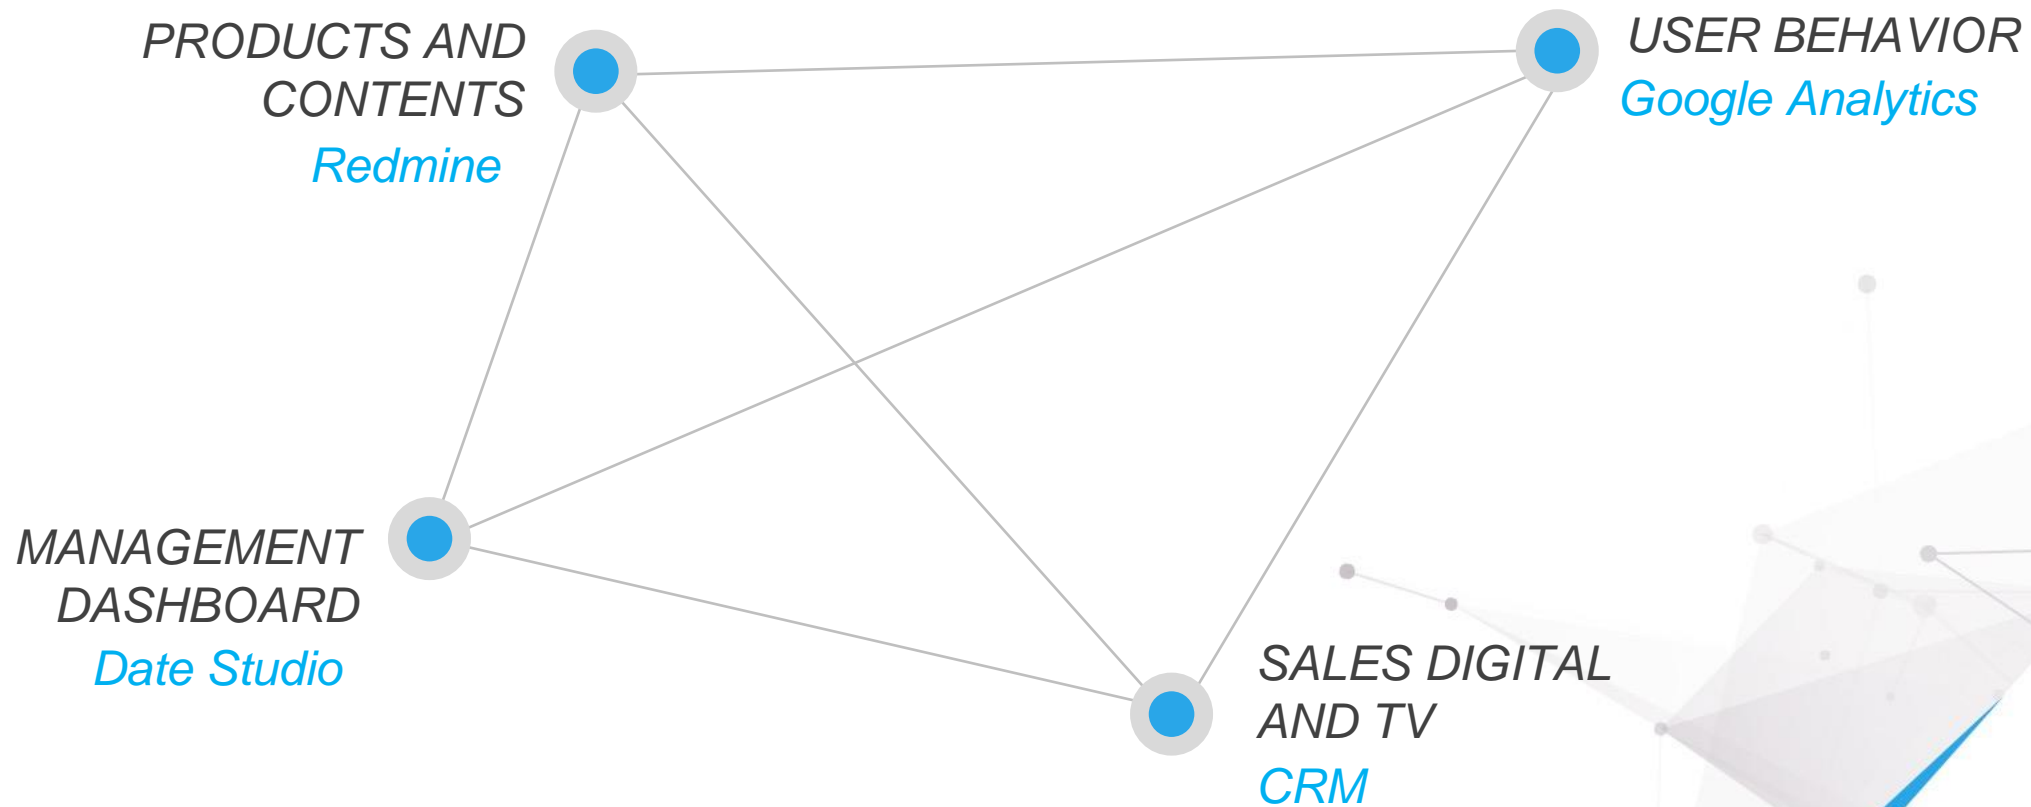 PRODUCTS AND
CONTENTS
Redmine
USER BEHAVIOR
Google Analytics
MANAGEMENT
DASHBOARD
Date Studio
SALES DIGITAL
AND TV
CRM